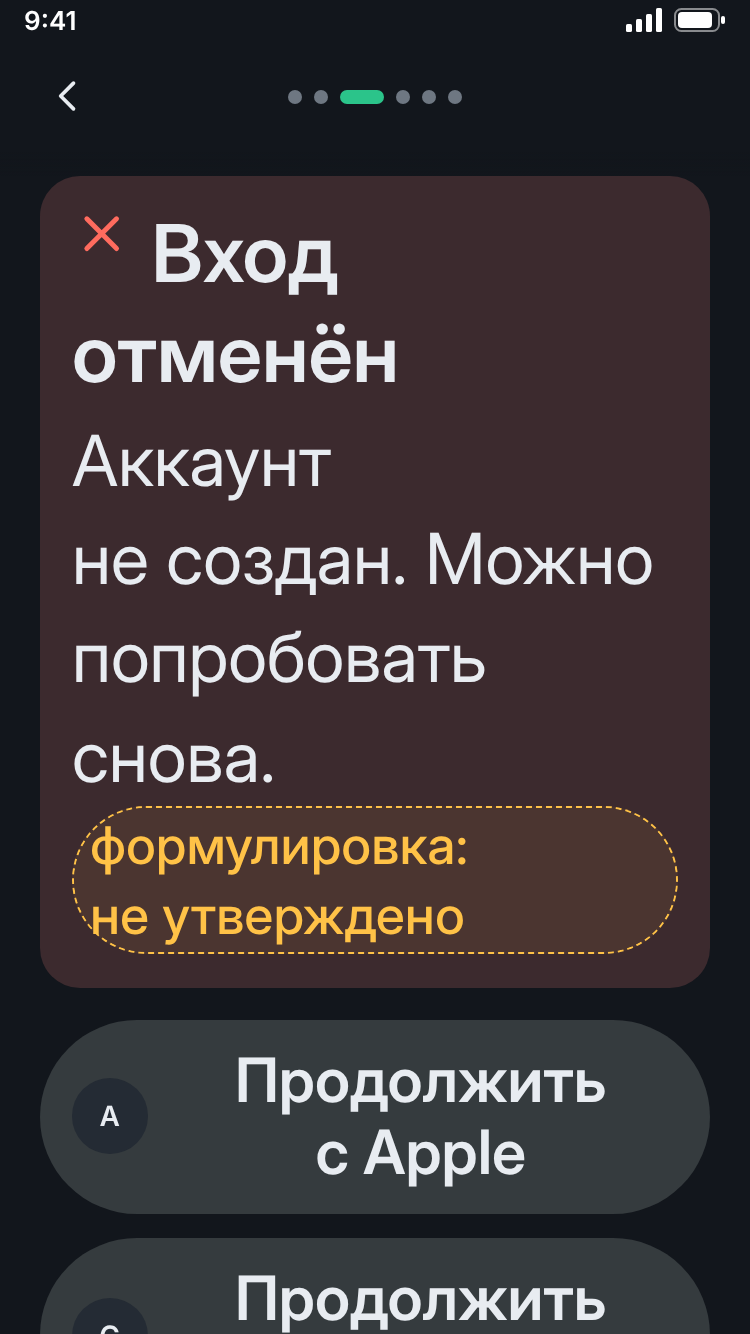 9:41
Вход
отменён
Аккаунт
не создан. Можно
попробовать
снова.
формулировка:
не утверждено
A
Продолжить
с Apple
Продолжить